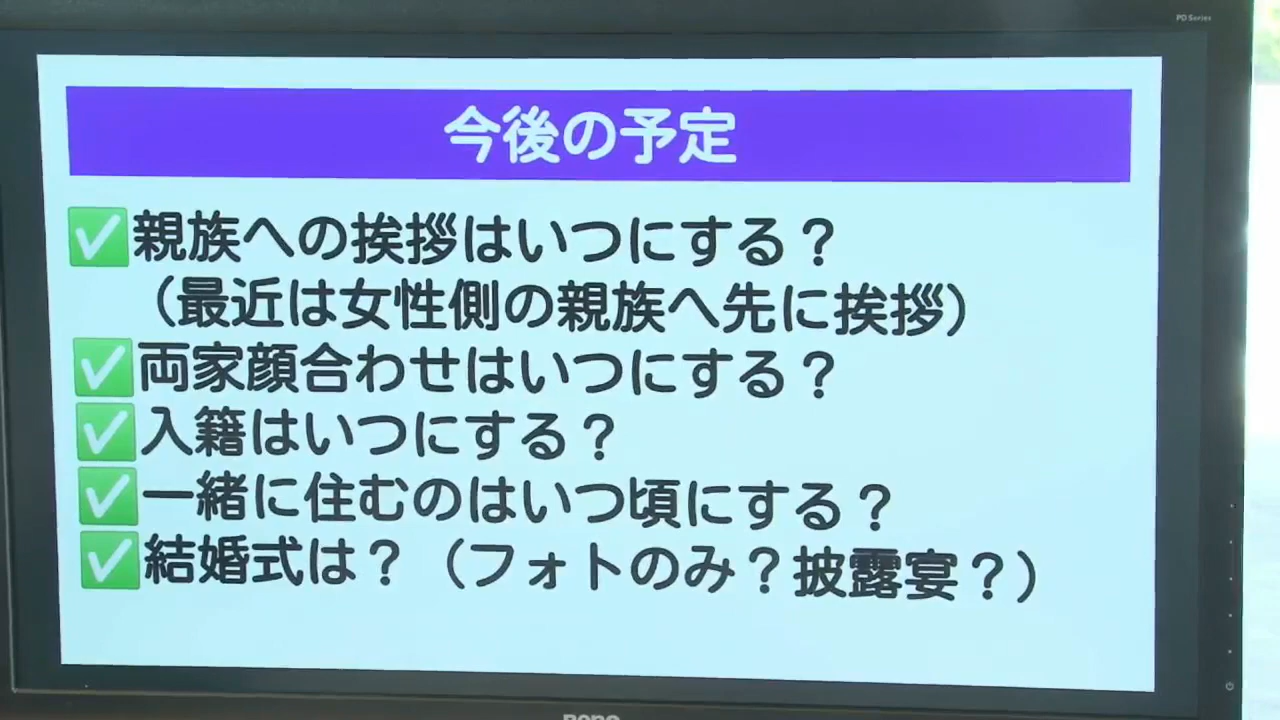 PD Series
今後の予定
✅親族への挨拶はいつにする？
（最近は女性側の親族へ先に挨拶）
✅両家顔合わせはいつにする？
✅入籍はいつにする？
✅一緒に住むのはいつ頃にする？
✅結婚式は？（フォトのみ？披露宴？）